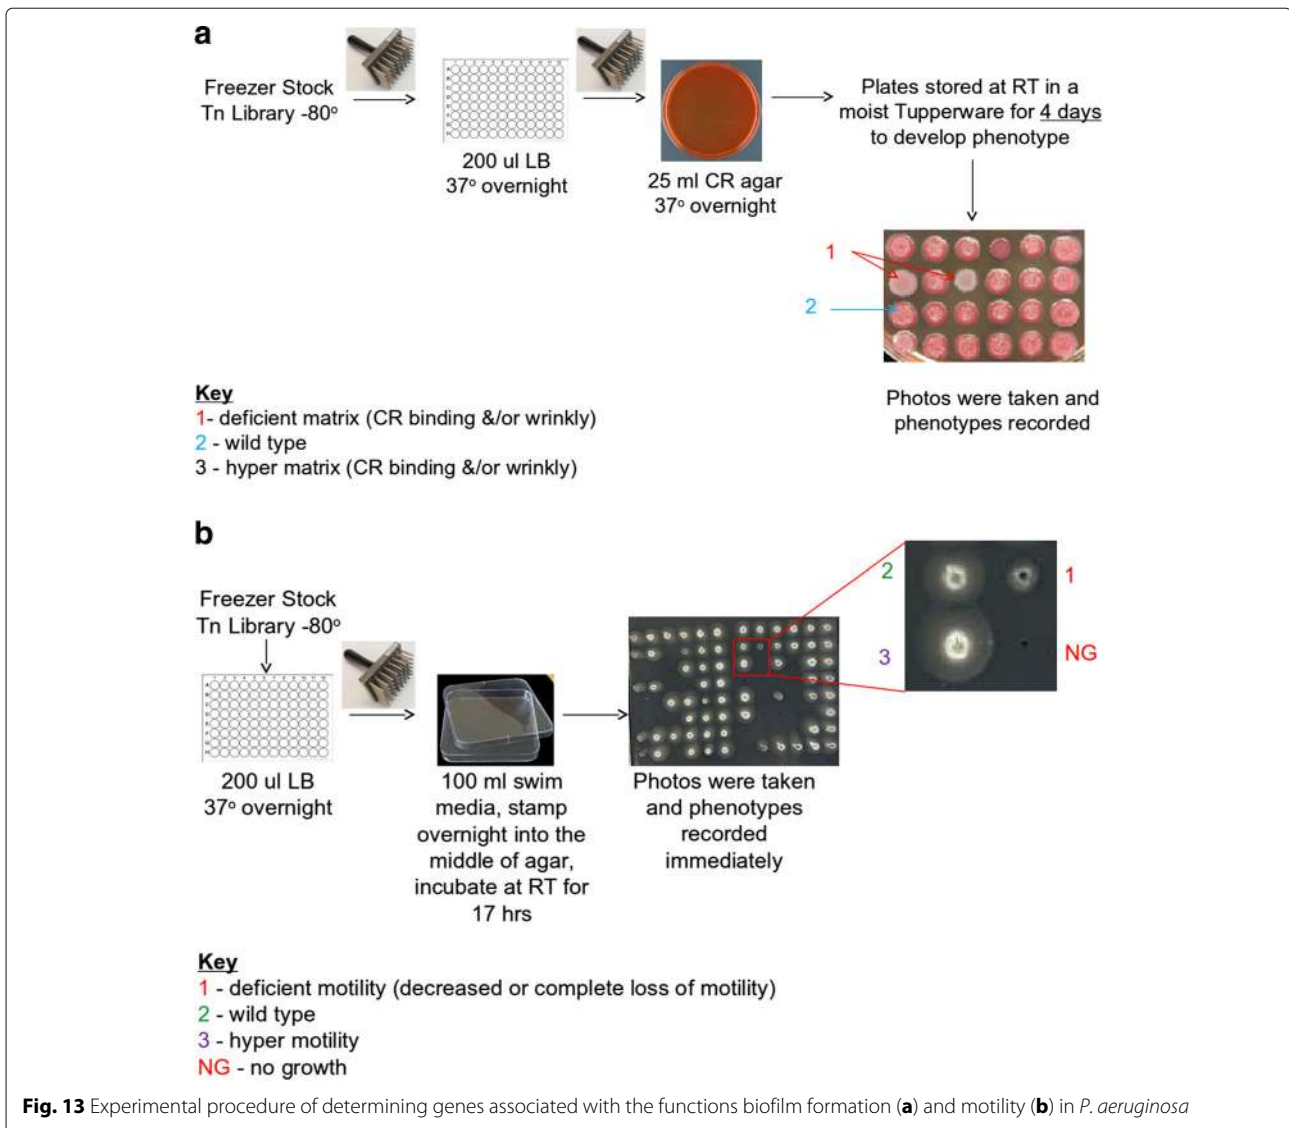 a
Freezer Stock
Tn Library -80°
200 ul LB
37° overnight
25 ml CR agar
37° overnight
Plates stored at RT in a
moist Tupperware for 4 days
to develop phenotype
1
2
Photos were taken and
phenotypes recorded
Key
1- deficient matrix (CR binding &/or wrinkly)
2 - wild type
3 - hyper matrix (CR binding &/or wrinkly)
b
Freezer Stock
Tn Library -80°
200 ul LB
37° overnight
100 ml swim
media, stamp
overnight into the
middle of agar,
incubate at RT for
17 hrs
Photos were taken
and phenotypes
recorded
immediately
2
1
3
NG
Key
1 - deficient motility (decreased or complete loss of motility)
2 - wild type
3 - hyper motility
NG - no growth
Fig. 13 Experimental procedure of determining genes associated with the functions biofilm formation (a) and motility (b) in P. aeruginosa